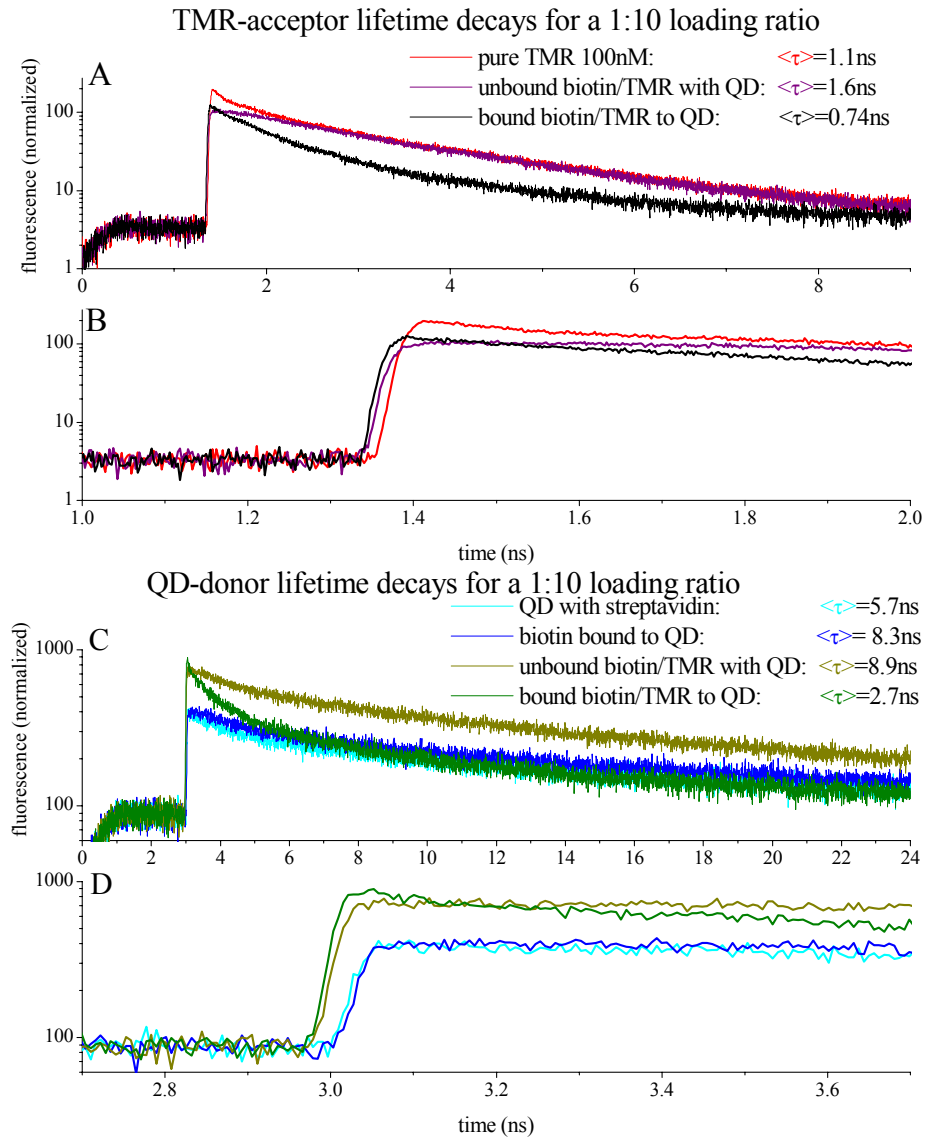 TMR-acceptor lifetime decays for a 1:10 loading ratio
A
pure TMR 100nM: <τ>=1.1ns
unbound biotin/TMR with QD: <τ>=1.6ns
bound biotin/TMR to QD: <τ>=0.74ns
fluorescence (normalized)
100
10
1
0 2 4 6 8
B
100
10
1
1.0 1.2 1.4 1.6 1.8 2.0
time (ns)
QD-donor lifetime decays for a 1:10 loading ratio
C
QD with streptavidin: <τ>=5.7ns
biotin bound to QD: <τ>= 8.3ns
unbound biotin/TMR with QD: <τ>=8.9ns
bound biotin/TMR to QD: <τ>=2.7ns
fluorescence (normalized)
1000
100
0 2 4 6 8 10 12 14 16 18 20 22 24
D
1000
100
2.8 3.0 3.2 3.4 3.6
time (ns)